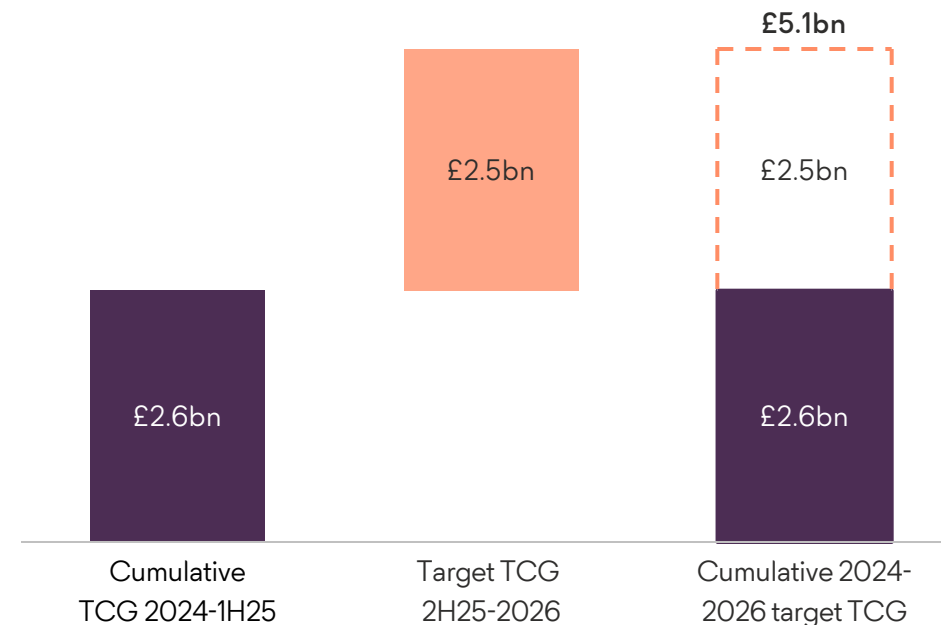 £5.1bn
£2.5bn
£2.5bn
£2.6bn
£2.6bn
Cumulative
TCG 2024-1H25
Target TCG
2H25-2026
Cumulative 2024-
2026 target TCG